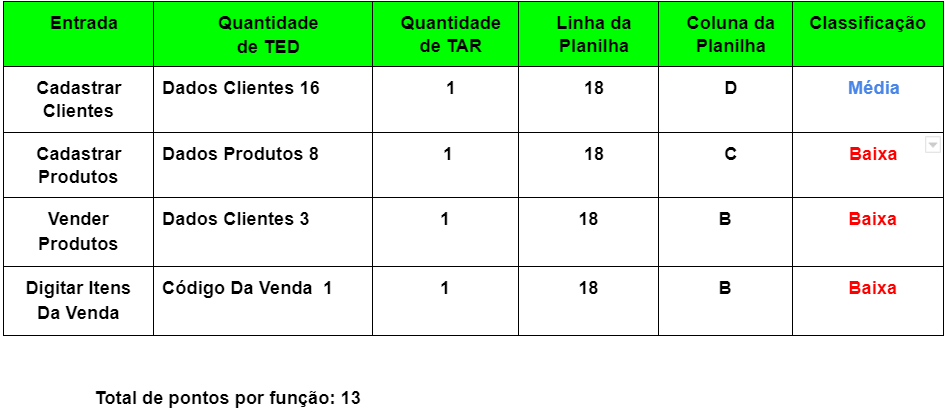 Entrada Quantidade de TED Quantidade de TAR Linha da Planilha Coluna da Planilha Classificação
Cadastrar Clientes Dados Clientes 16 1 18 D Média
Cadastrar Produtos Dados Produtos 8 1 18 C Baixa
Vender Produtos Dados Clientes 3 1 18 B Baixa
Digitar Itens Da Venda Código Da Venda 1 1 18 B Baixa
Total de pontos por função: 13